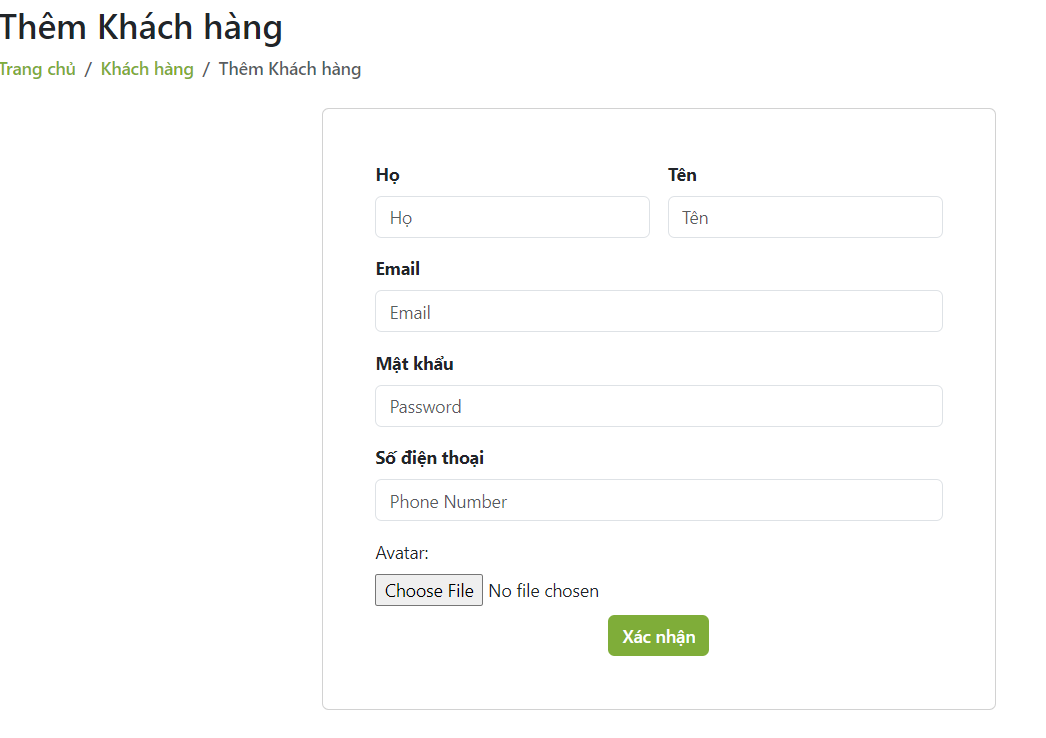 Thêm Khách hàng
Trang chủ / Khách hàng / Thêm Khách hàng
Họ Tên
Họ Tên
Email
Email
Mật khẩu
Password
Số điện thoại
Phone Number
Avatar:
Choose File No file chosen
Xác nhận